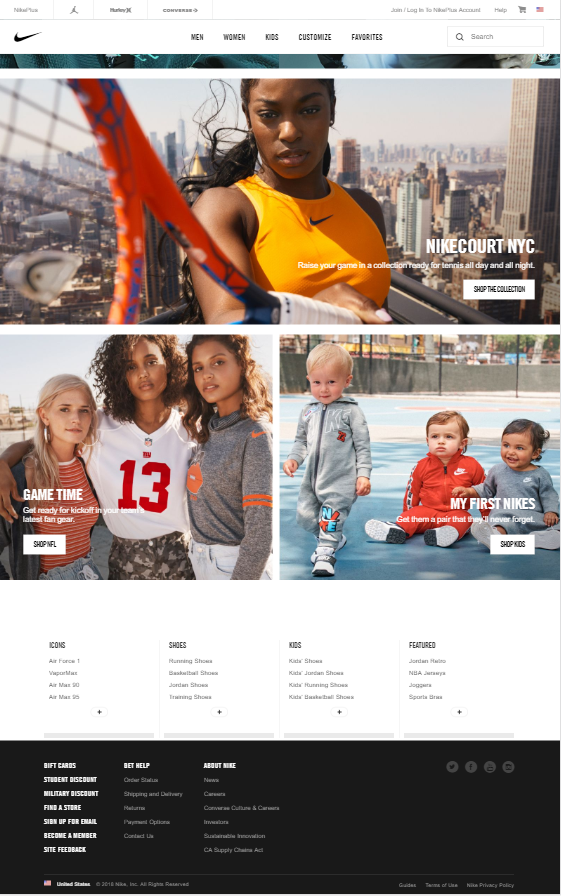 NikePlus
Hurley
CONVERSE
Join / Log In To NikePlus Account
Help
MEN
WOMEN
KIDS
CUSTOMIZE
FAVORITES
Search
NIKECOURT NYC
Raise your game in a collection ready for tennis all day and all night.
SHOP THE COLLECTION
13
GAME TIME
Get ready for kickoff in your team's
latest fan gear.
SHOP NFL
MY FIRST NIKES
Get them a pair that they'll never forget.
SHOP KIDS
ICONS
Air Force 1
VaporMax
Air Max 90
Air Max 95
+
SHOES
Running Shoes
Basketball Shoes
Jordan Shoes
Training Shoes
+
KIDS
Kids' Shoes
Kids' Jordan Shoes
Kids' Running Shoes
Kids' Basketball Shoes
+
FEATURED
Jordan Retro
NBA Jerseys
Joggers
Sports Bras
+
GIFT CARDS
STUDENT DISCOUNT
MILITARY DISCOUNT
FIND A STORE
SIGN UP FOR EMAIL
BECOME A MEMBER
SITE FEEDBACK
GET HELP
Order Status
Shipping and Delivery
Returns
Payment Options
Contact Us
ABOUT NIKE
News
Careers
Converse Culture & Careers
Investors
Sustainable Innovation
CA Supply Chains Act
United States
© 2018 Nike, Inc. All Rights Reserved
Guides
Terms of Use
Nike Privacy Policy